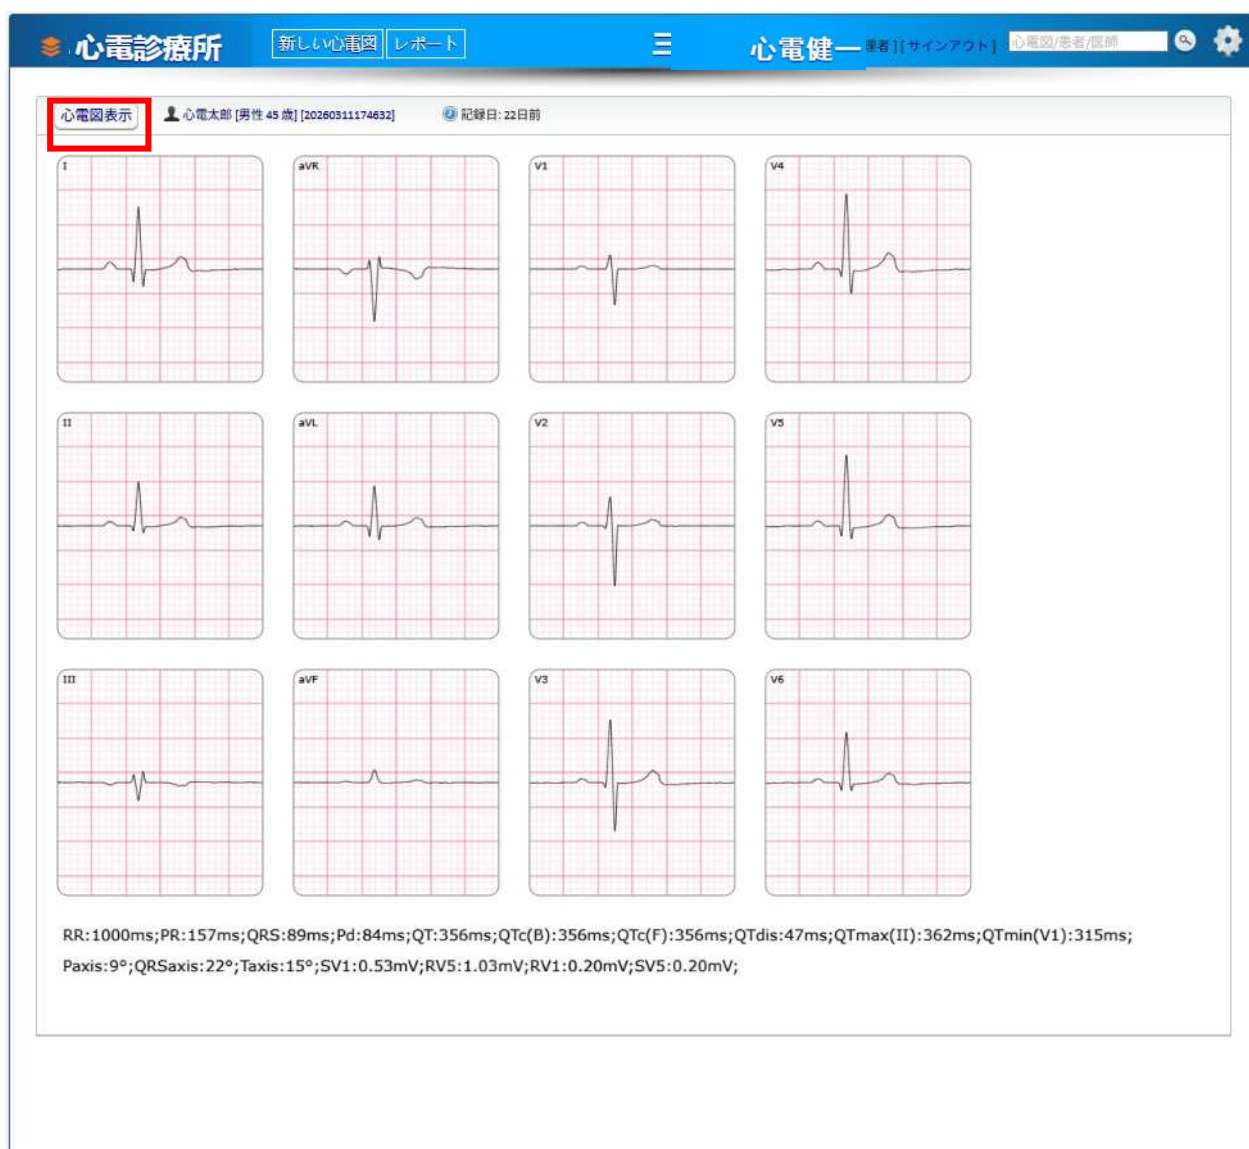 心電診療所 新しい心電図 レポート 心電健一 理者 ] [ サインアウト ] 心電図/患者/医師
心電図表示 心電太郎 [男性 45 歳] [20260311174632] 記録日: 22日前
I aVR V1 V4
II aVL V2 V5
III aVF V3 V6
RR:1000ms;PR:157ms;QRS:89ms;Pd:84ms;QT:356ms;QTc(B):356ms;QTc(F):356ms;QTdis:47ms;QTmax(II):362ms;QTmin(V1):315ms;
Paxis:9°;QRSaxis:22°;Taxis:15°;SV1:0.53mV;RV5:1.03mV;RV1:0.20mV;SV5:0.20mV;